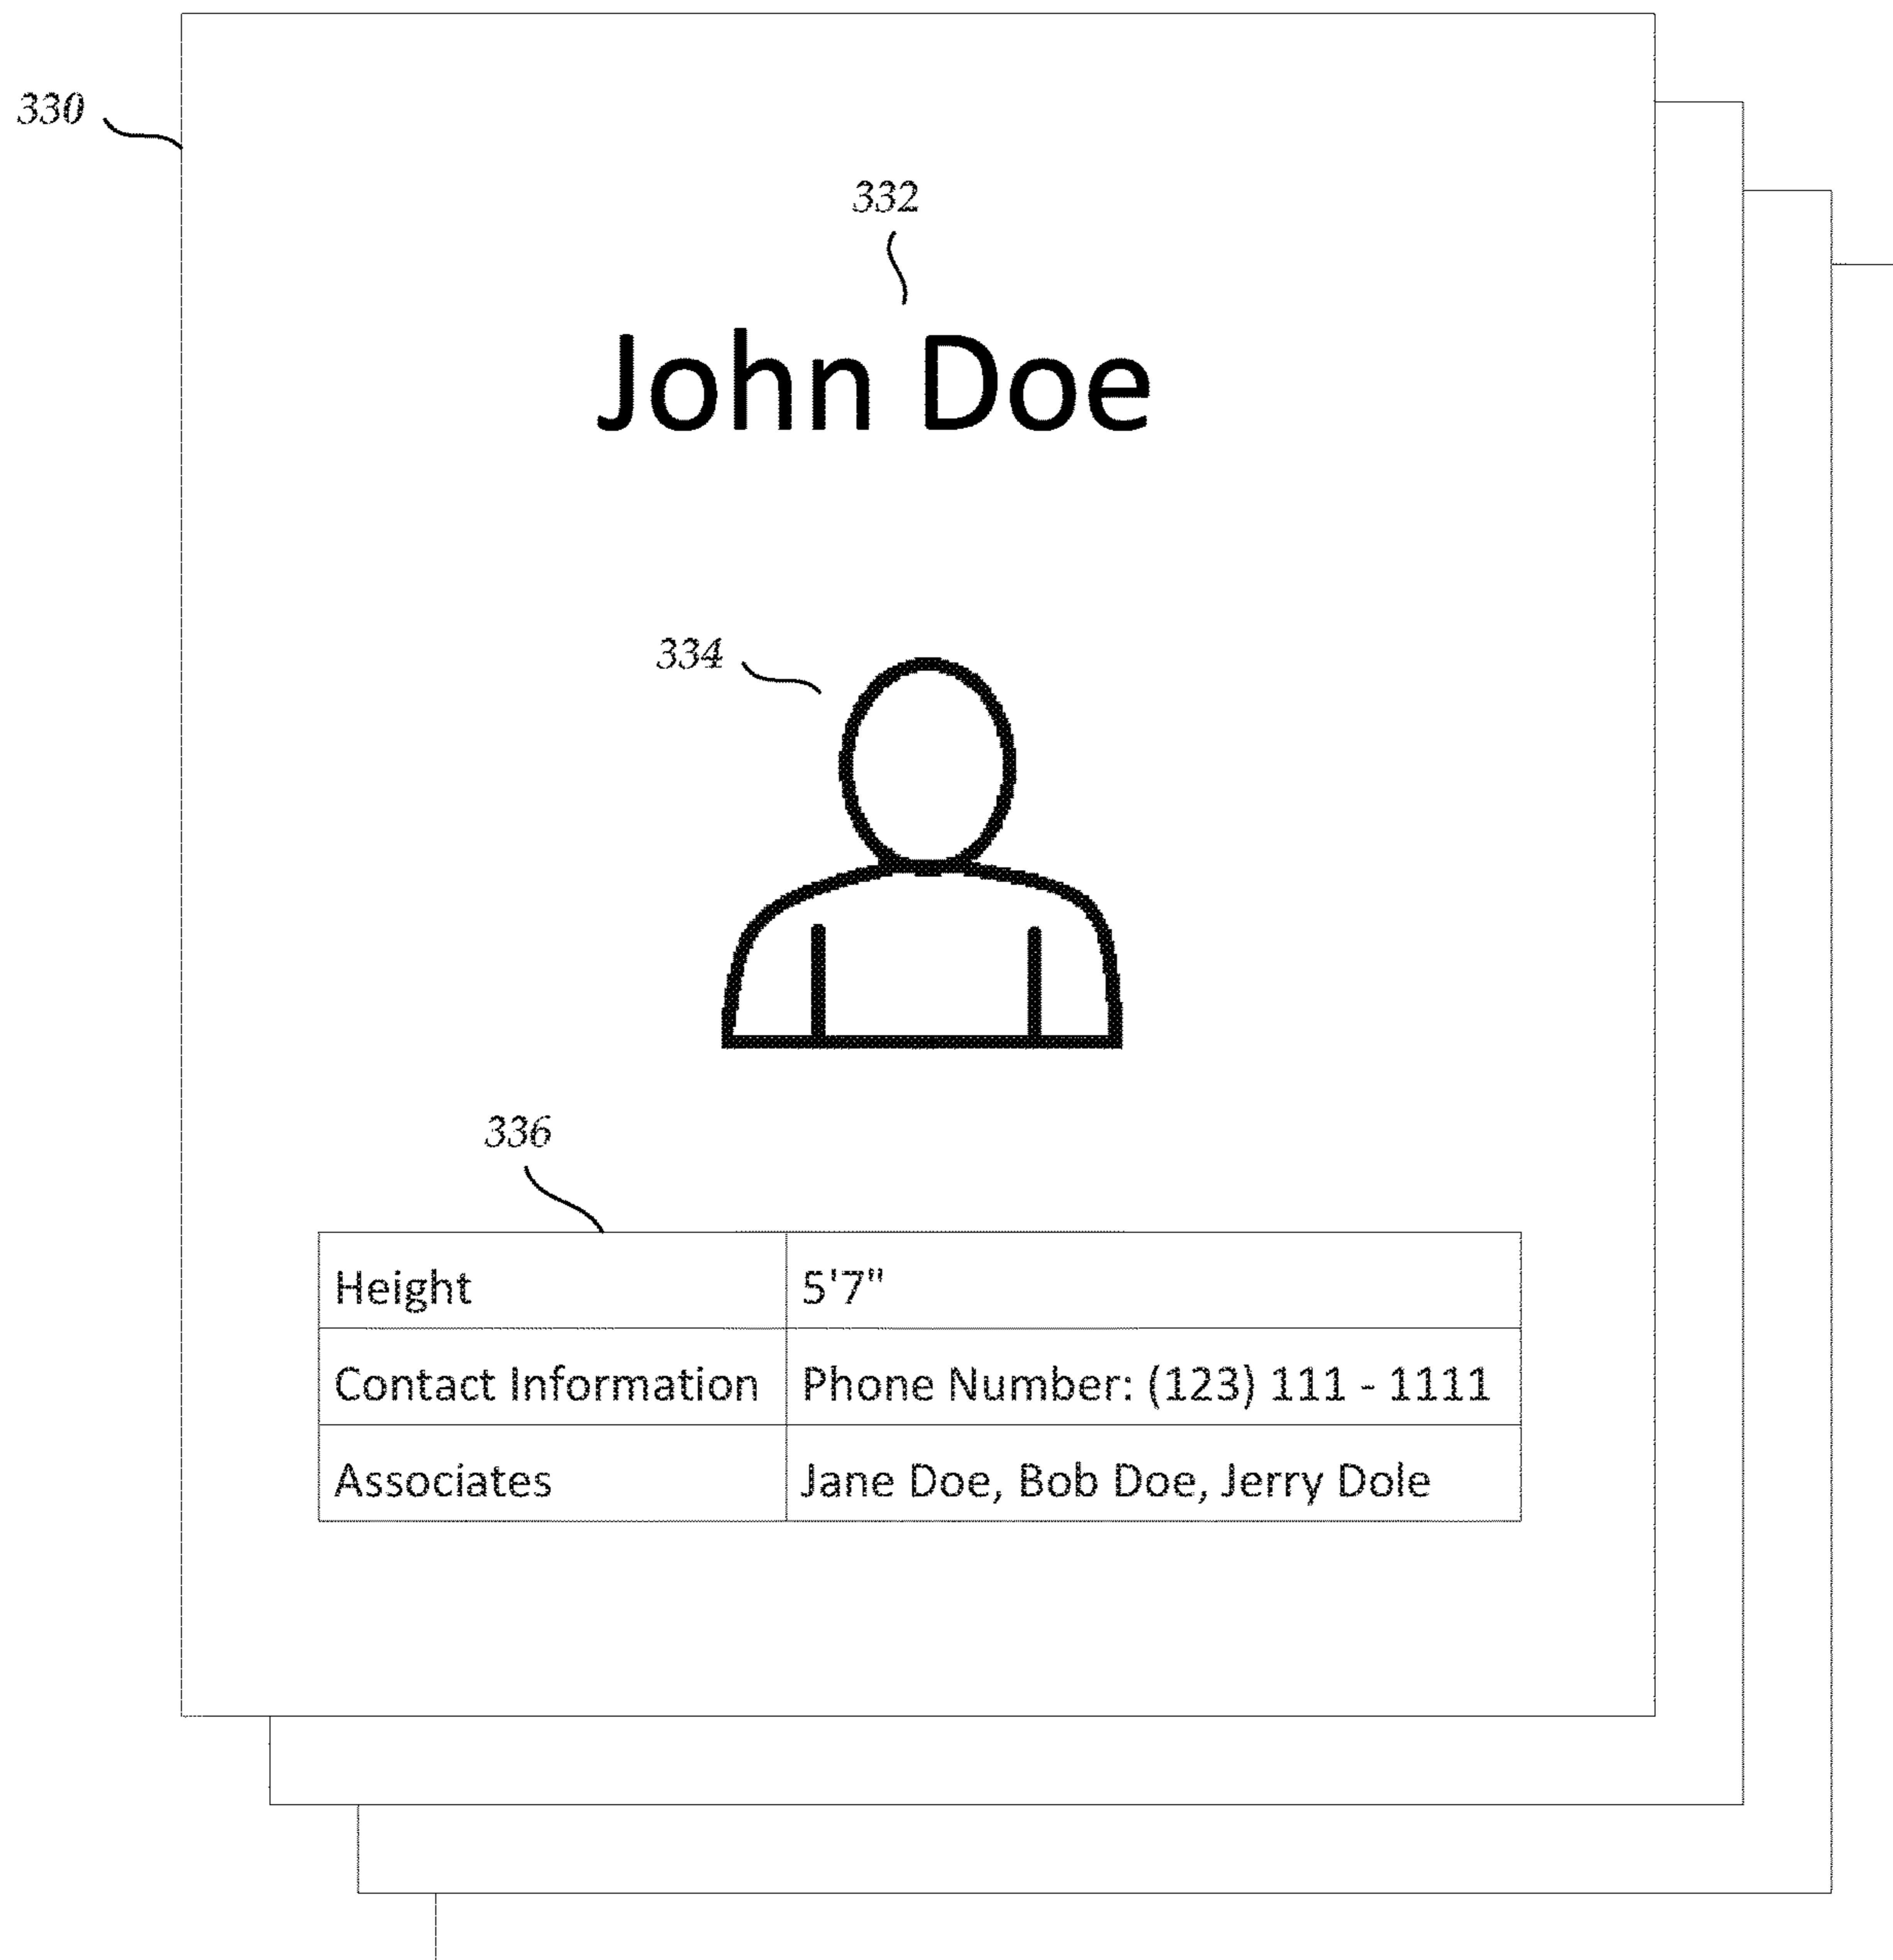 330
332
John Doe
334
336
Height 5'7"
Contact Information Phone Number: (123) 111 - 1111
Associates Jane Doe, Bob Doe, Jerry Dole